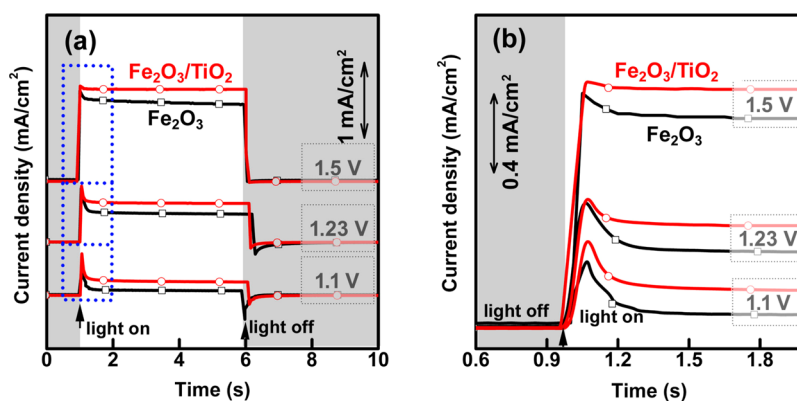 (a)
Fe₂O₃/TiO₂
Fe₂O₃
1 mA/cm²
1.5 V
1.23 V
1.1 V
light on
light off
Current density (mA/cm²)
0 2 4 6 8 10
Time (s)
(b)
Fe₂O₃/TiO₂
1.5 V
Fe₂O₃
0.4 mA/cm²
1.23 V
1.1 V
light off
light on
Current density (mA/cm²)
0.6 0.9 1.2 1.5 1.8
Time (s)